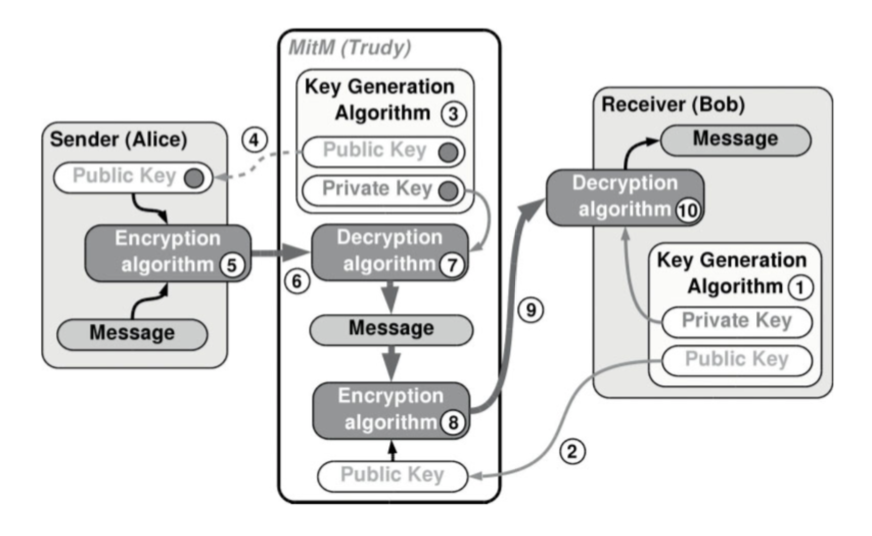 MitM (Trudy)
Key Generation
Algorithm ③
Public Key
Private Key
④
Sender (Alice)
Public Key
Encryption
algorithm ⑤
Message
⑥
Decryption
algorithm ⑦
Message
Encryption
algorithm ⑧
Public Key
⑨
②
Receiver (Bob)
Message
Decryption
algorithm ⑩
Key Generation
Algorithm ①
Private Key
Public Key